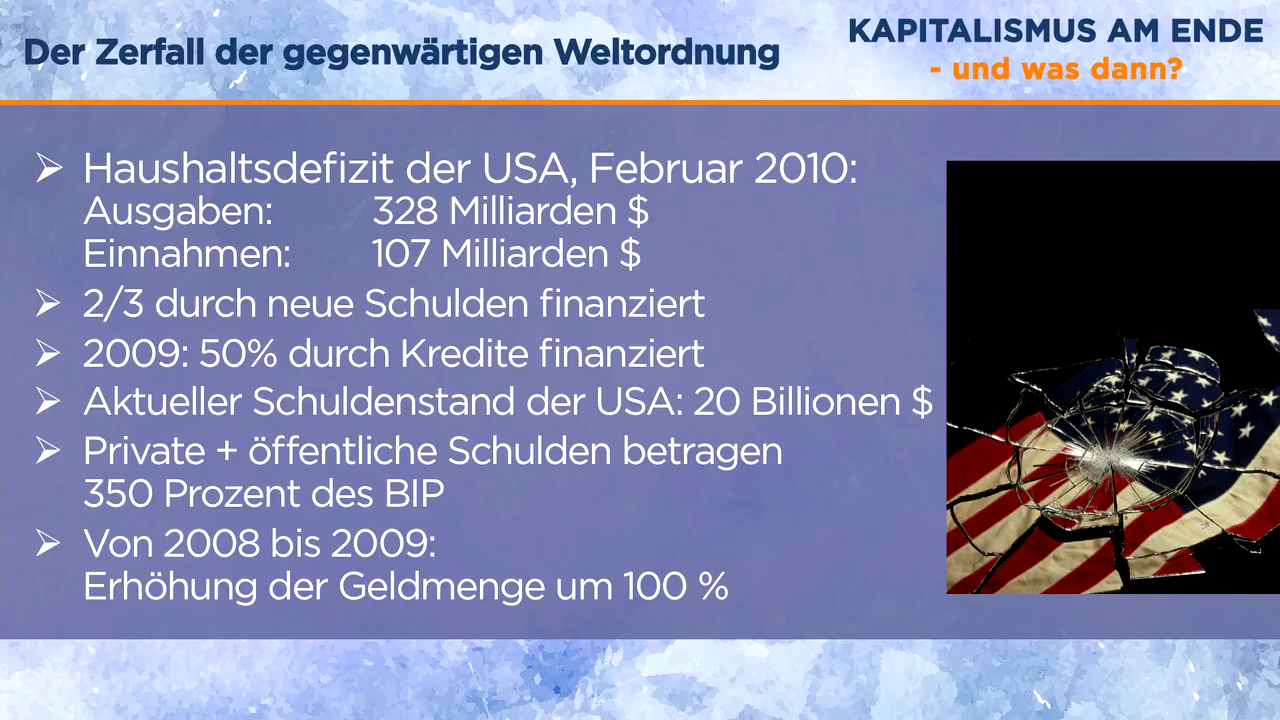 Der Zerfall der gegenwärtigen Weltordnung
KAPITALISMUS AM ENDE
- und was dann?
➢ Haushaltsdefizit der USA, Februar 2010:
Ausgaben: 328 Milliarden $
Einnahmen: 107 Milliarden $
➢ 2/3 durch neue Schulden finanziert
➢ 2009: 50% durch Kredite finanziert
➢ Aktueller Schuldenstand der USA: 20 Billionen $
➢ Private + öffentliche Schulden betragen
350 Prozent des BIP
➢ Von 2008 bis 2009:
Erhöhung der Geldmenge um 100 %